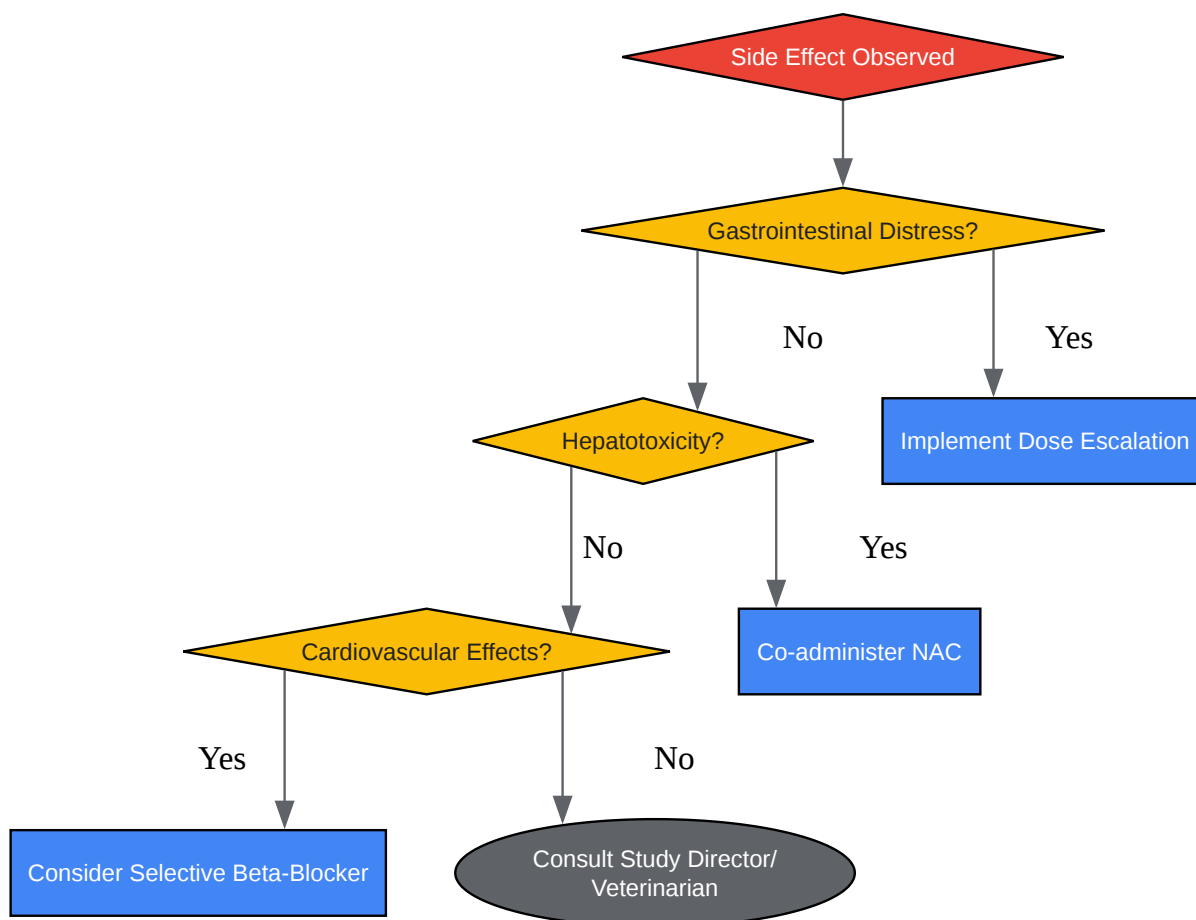 Side Effect Observed
Gastrointestinal Distress?
No
Yes
Hepatotoxicity?
Implement Dose Escalation
No
Yes
Cardiovascular Effects?
Co-administer NAC
Yes
No
Consider Selective Beta-Blocker
Consult Study Director/
Veterinarian